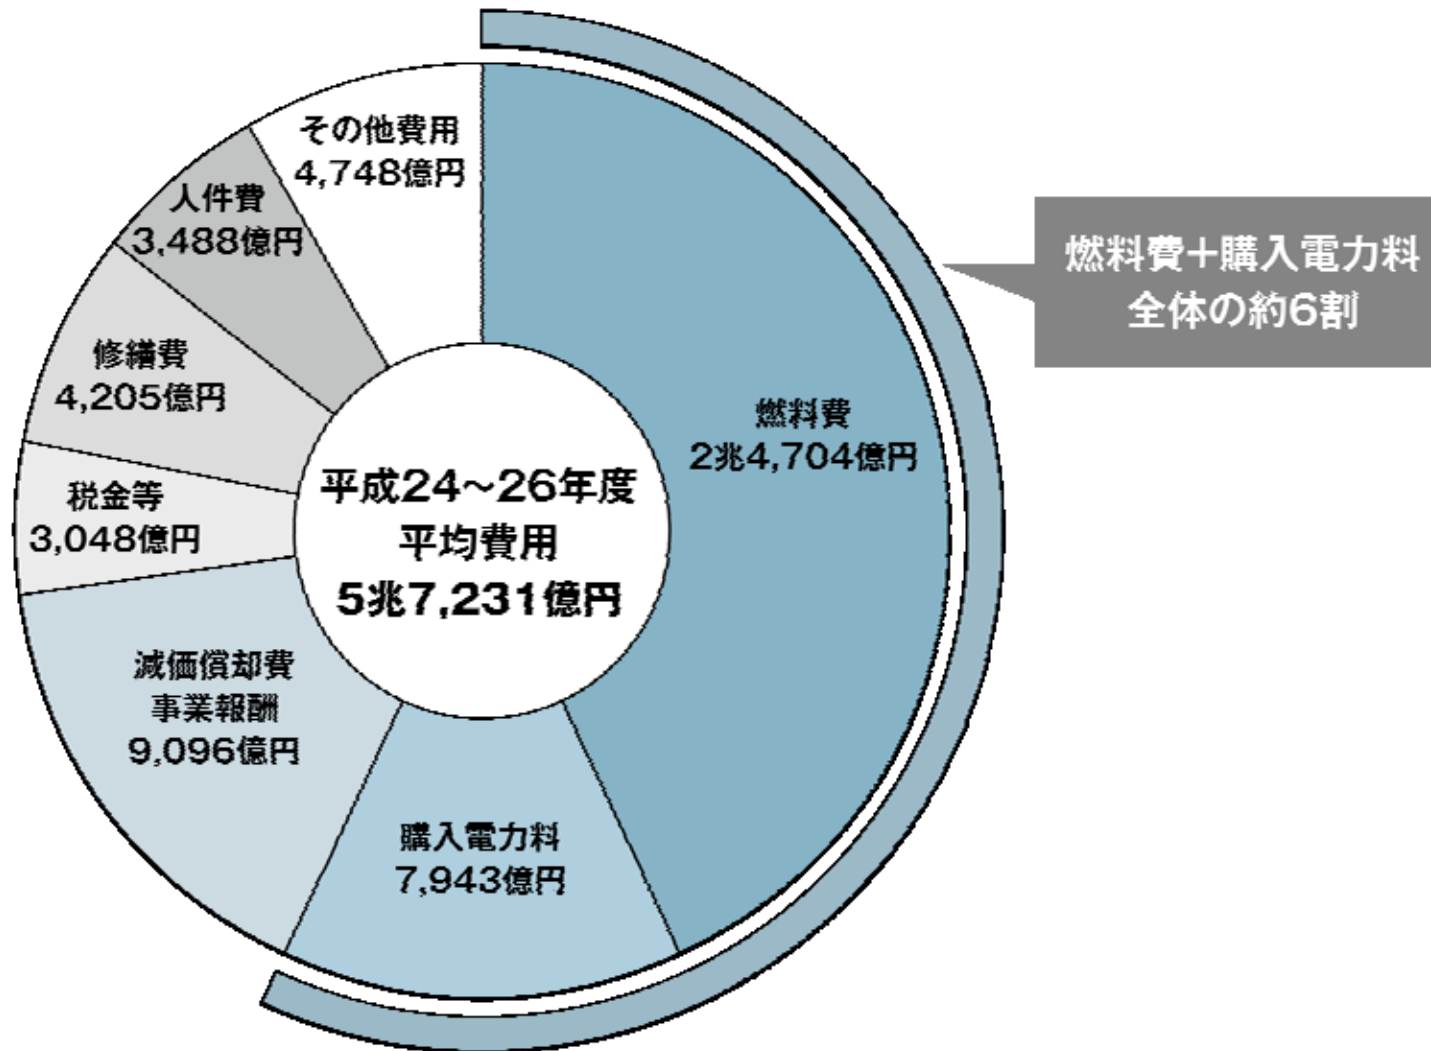 その他費用
4,748億円
人件費
3,488億円
修繕費
4,205億円
税金等
3,048億円
減価償却費
事業報酬
9,096億円
購入電力料
7,943億円
燃料費
2兆4,704億円
平成24～26年度
平均費用
5兆7,231億円
燃料費＋購入電力料
全体の約6割